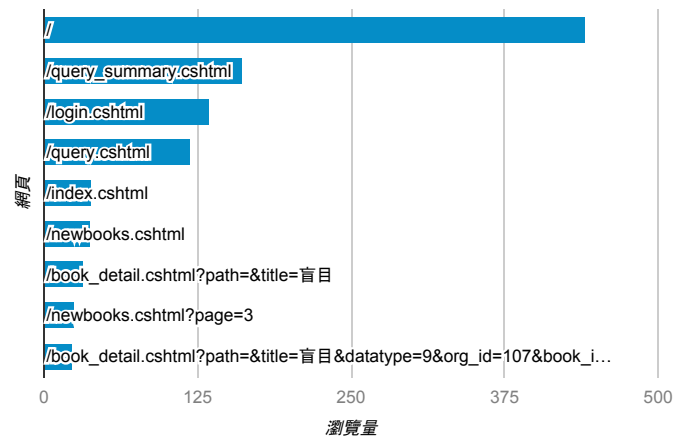 /
/query_summary.cshtml
/login.cshtml
/query.cshtml
/index.cshtml
/newbooks.cshtml
/book_detail.cshtml?path=&title=盲目
/newbooks.cshtml?page=3
/book_detail.cshtml?path=&title=盲目&datatype=9&org_id=107&book_i…
網頁
0 125 250 375 500
瀏覽量